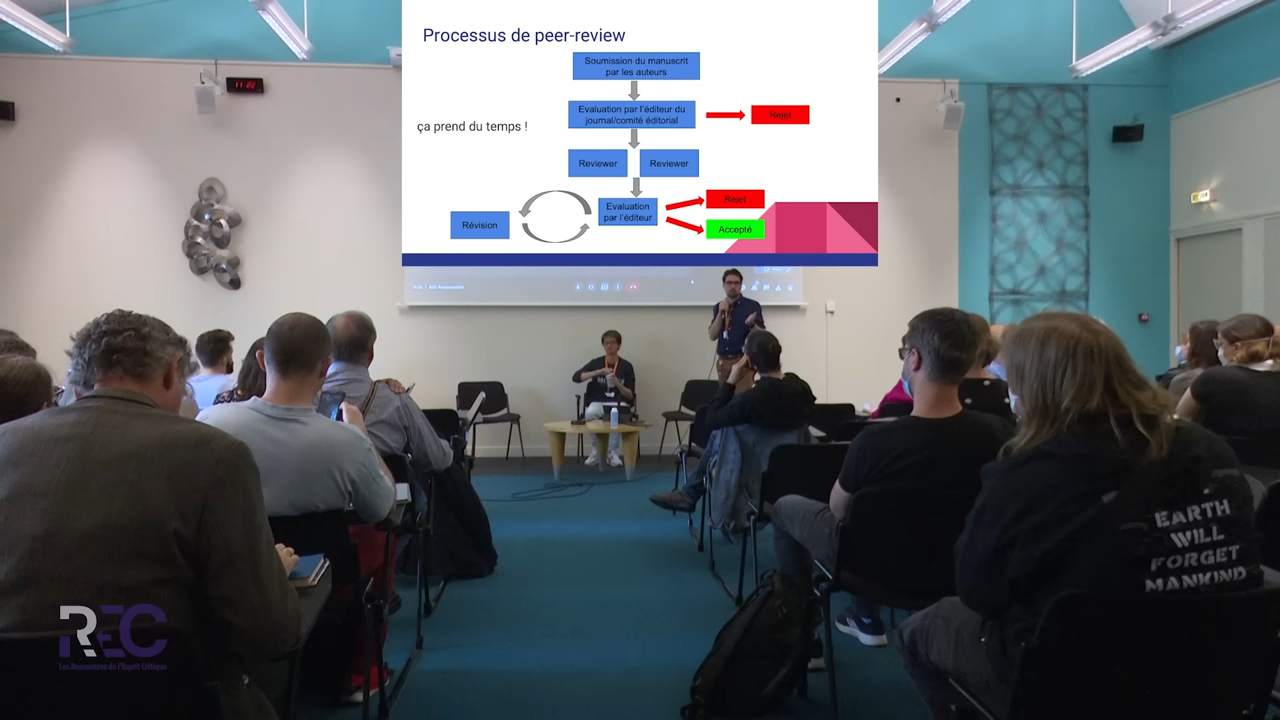 Processus de peer-review
Soumission du manuscrit
par les auteurs
Evaluation par l'éditeur du
journal/comité éditorial
Rejet
ça prend du temps !
Reviewer
Reviewer
Evaluation
par l'éditeur
Rejet
Révision
Accepté
EARTH
WILL
FORGET
MANKIND
REC
Les Rencontres de l'Esprit Critique